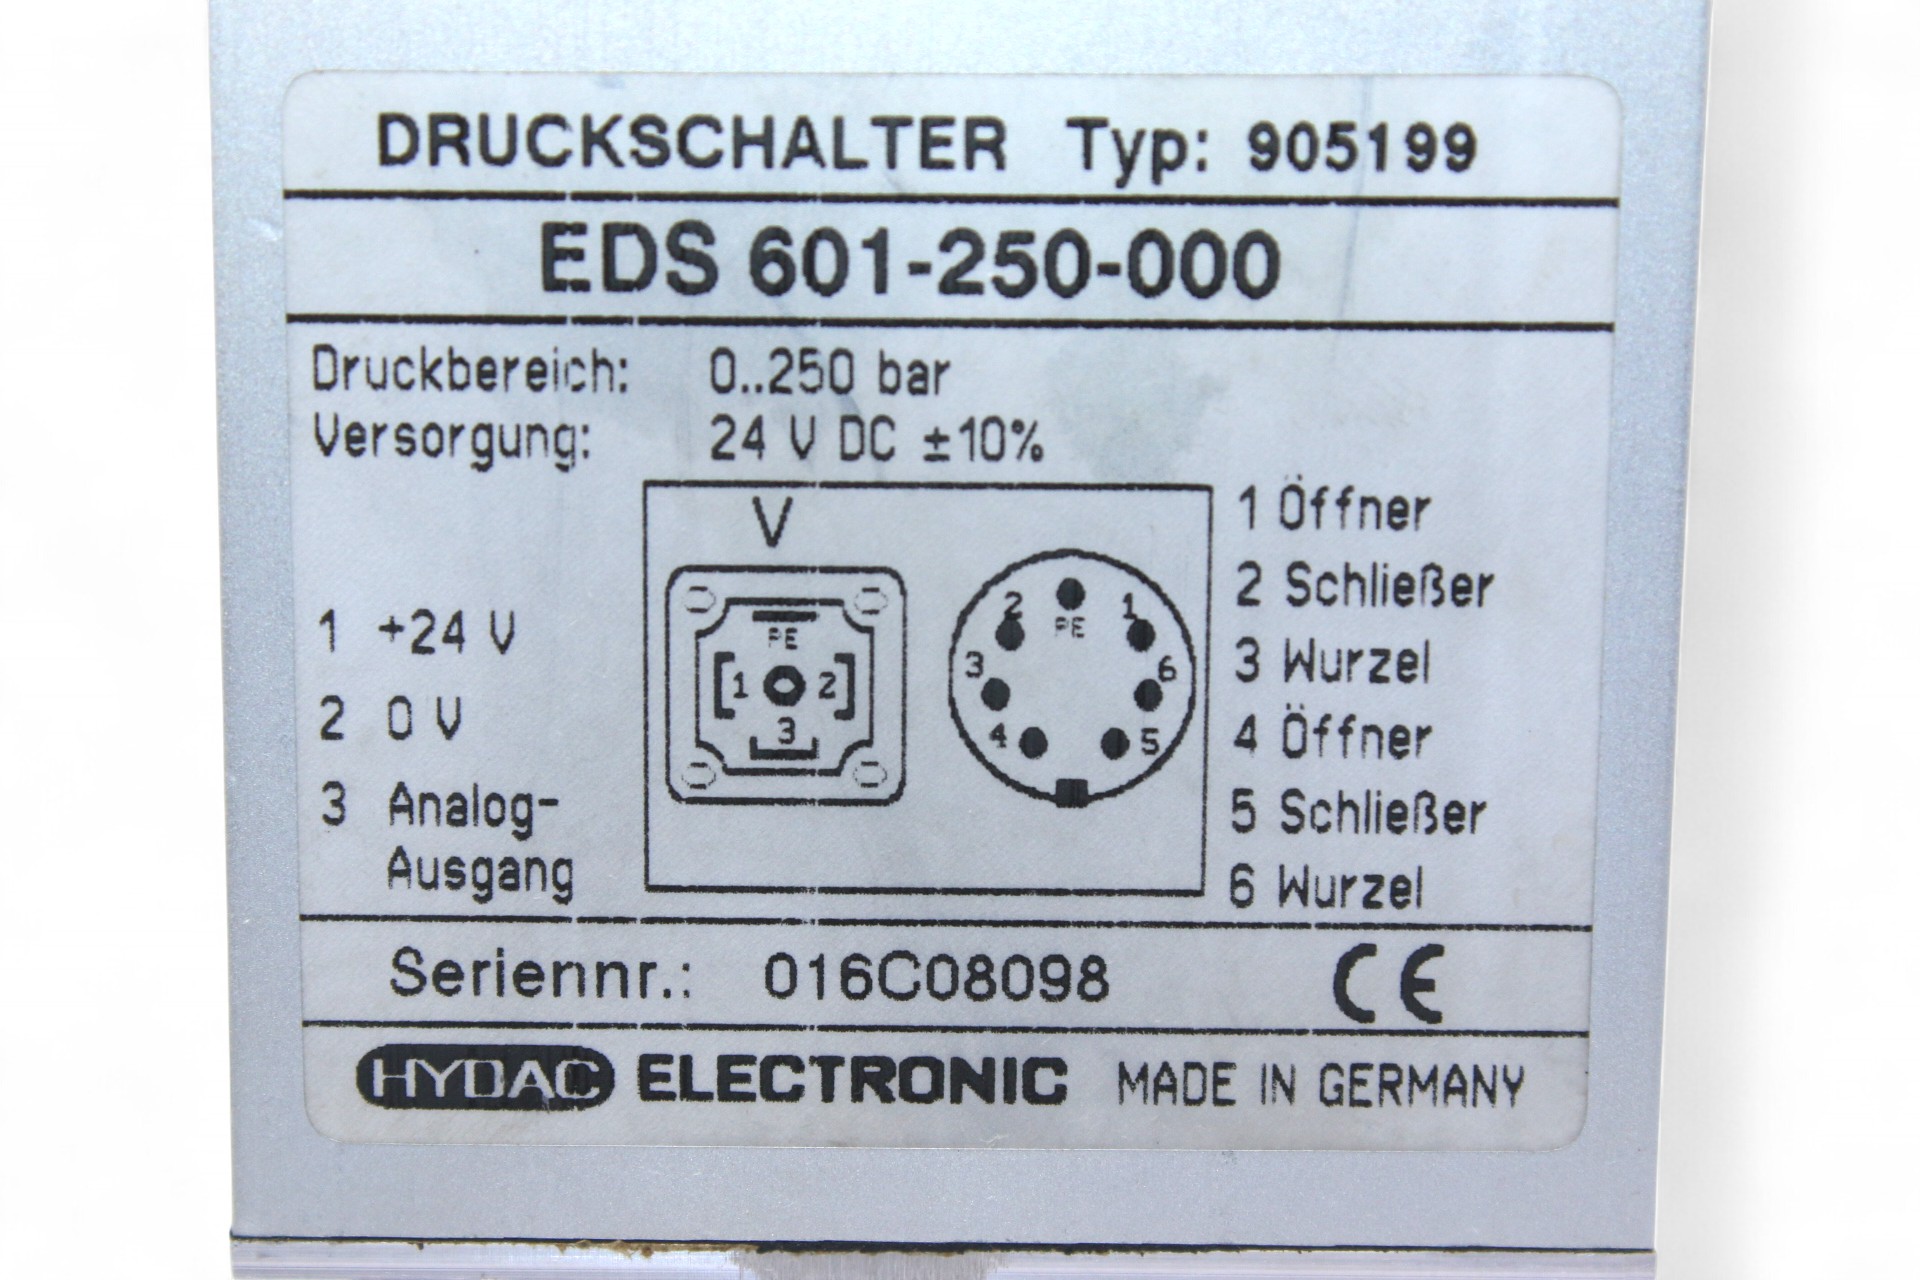 DRUCKSCHALTER Typ: 905199
EDS 601-250-000
Druckbereich: 0..250 bar
Versorgung: 24 V DC ±10%
1 +24 V
2 0 V
3 Analog-
Ausgang
V
PE
1 2
3
PE
2 1
3 6
4 5
1 Öffner
2 Schließer
3 Wurzel
4 Öffner
5 Schließer
6 Wurzel
Seriennr.: 016C08098 CE
HYDAC ELECTRONIC MADE IN GERMANY